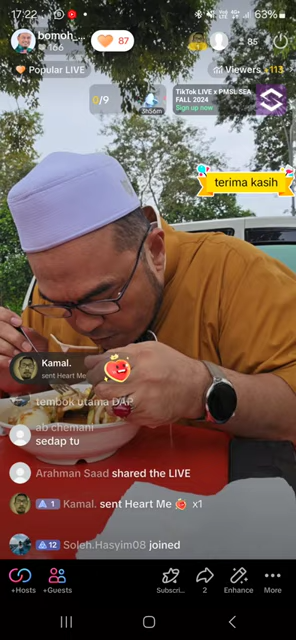 17:22
63%
bomoh_...
166
87
85
Popular LIVE
Viewers +113
0/9
3h56m
TikTok LIVE x PMSL SEA
FALL 2024
Sign up now
terima kasih
Kamal.
sent Heart Me
tembok utama DAP
ab chemani
sedap tu
Arahman Saad shared the LIVE
1 Kamal. sent Heart Me x1
12 Soleh.Hasyim08 joined
+Hosts
+Guests
Subscri...
2
Enhance
More